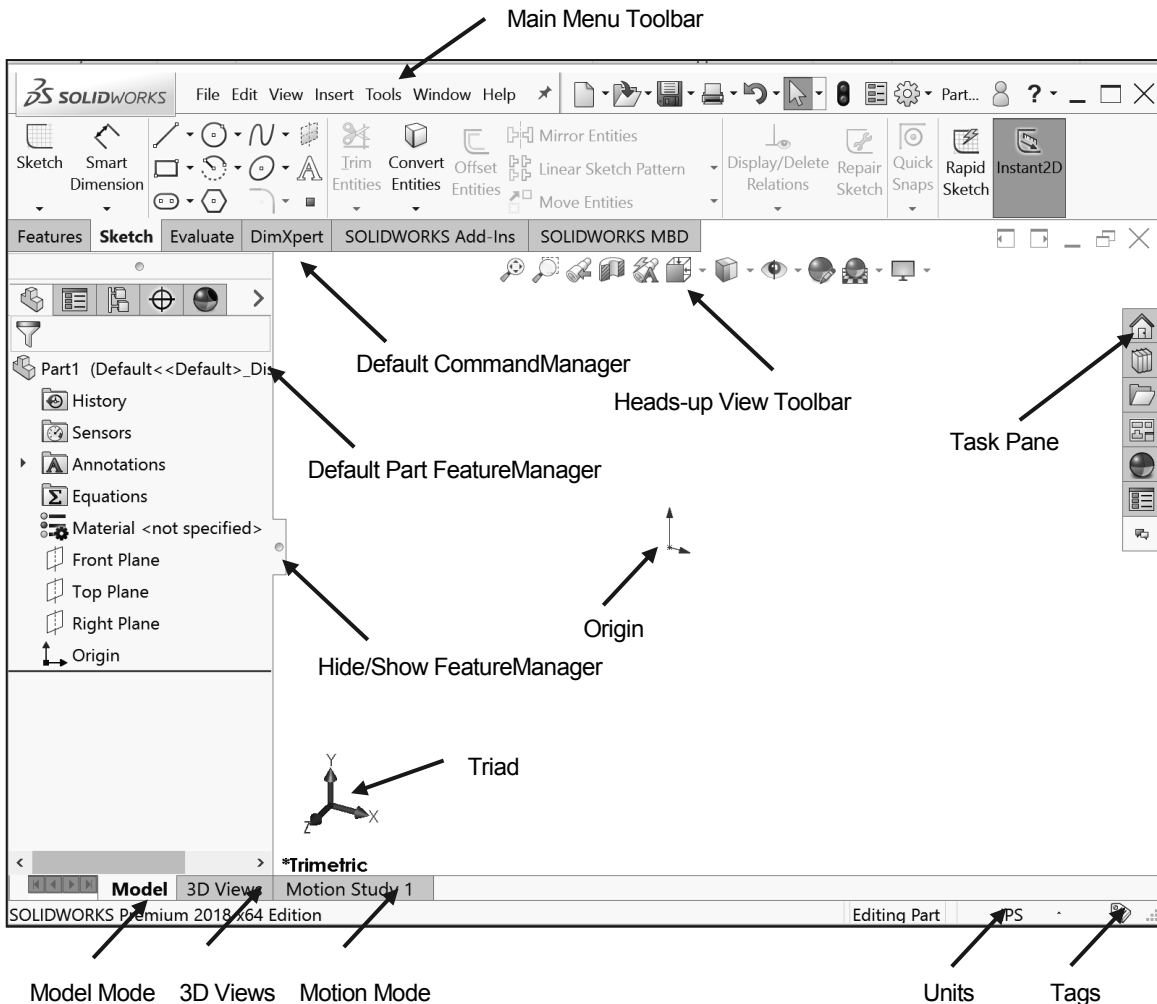 Main Menu Toolbar
SOLIDWORKS File Edit View Insert Tools Window Help Part... ?
Sketch Smart Dimension Trim Entities Convert Entities Offset Entities Mirror Entities
Linear Sketch Pattern
Move Entities
Display/Delete Relations Repair Sketch Quick Snaps Rapid Sketch Instant2D
Features Sketch Evaluate DimXpert SOLIDWORKS Add-Ins SOLIDWORKS MBD
Part1 (Default<<Default>_Dis
Default CommandManager
Heads-up View Toolbar
Task Pane
History
Sensors
Annotations
Default Part FeatureManager
Equations
Material <not specified>
Front Plane
Top Plane
Right Plane
Origin
Origin
Hide/Show FeatureManager
Y
X
Z
Triad
*Trimetric
Model 3D Views Motion Study 1
SOLIDWORKS Premium 2018 x64 Edition Editing Part
Model Mode 3D Views Motion Mode Units Tags